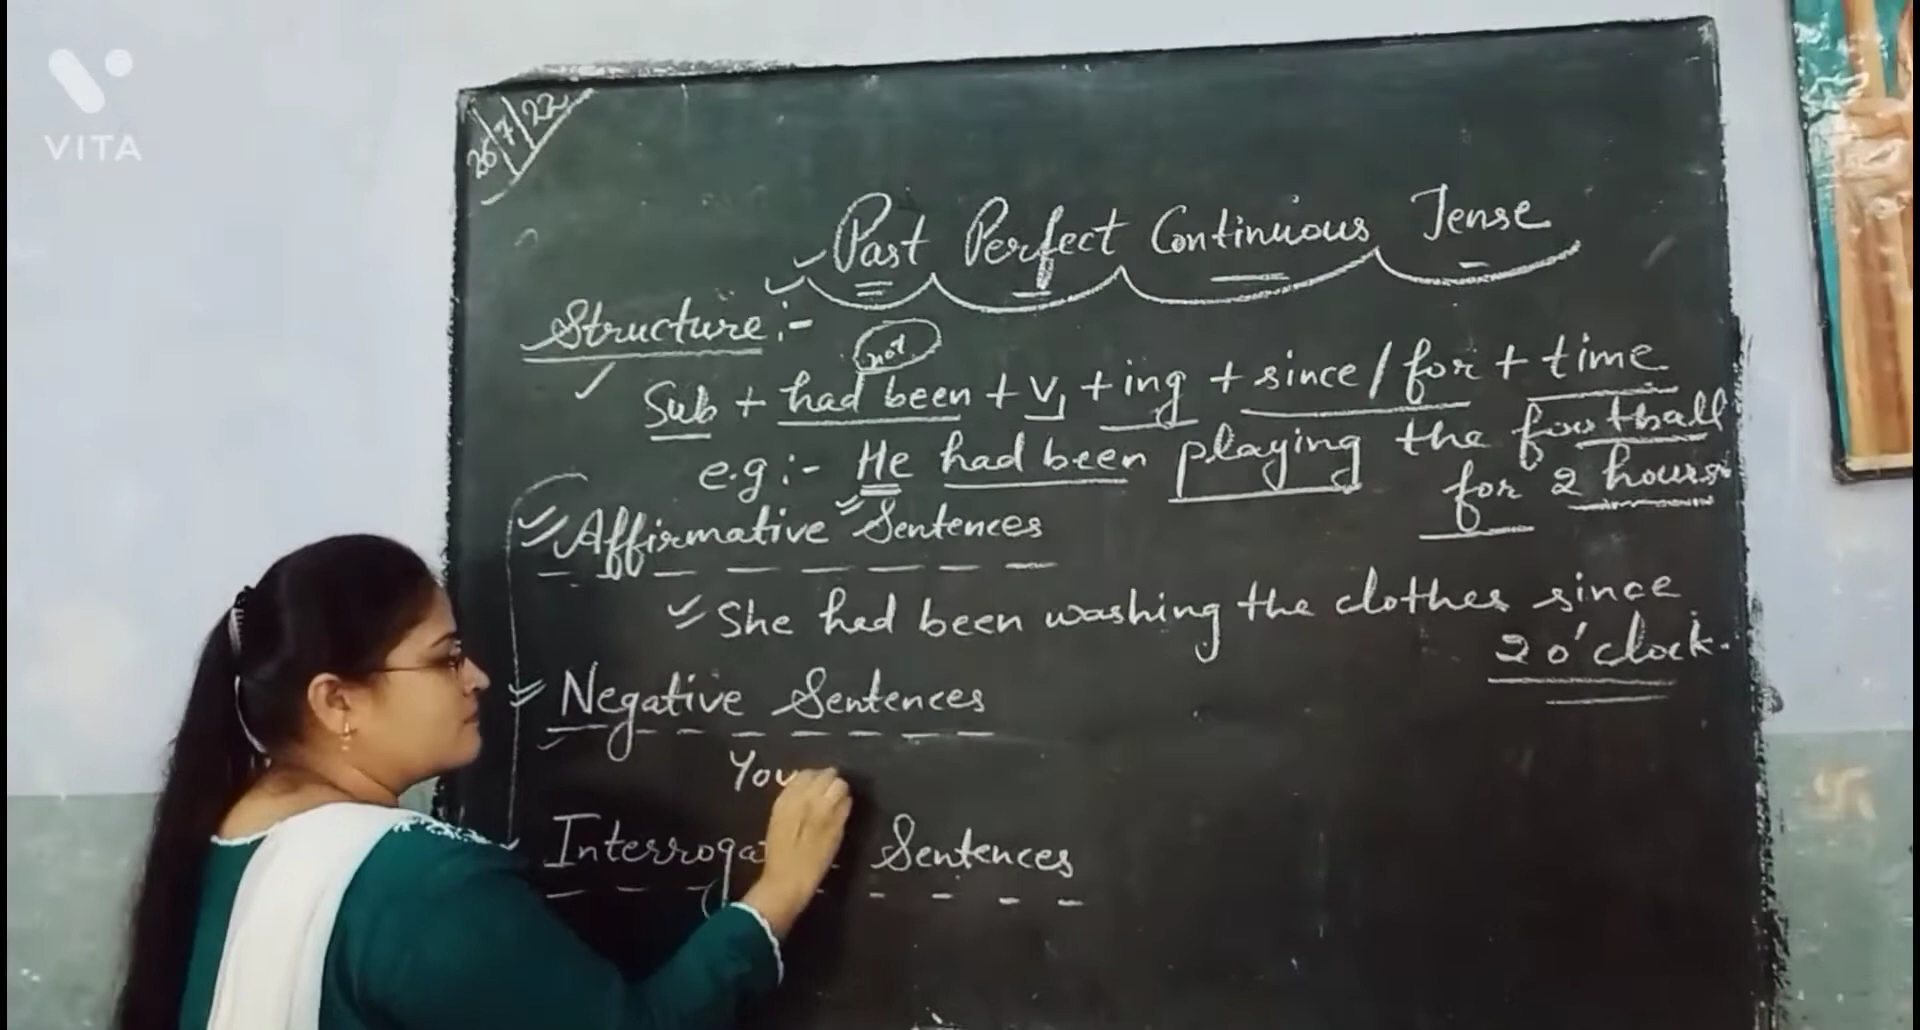 VITA
26/7/22
Past Perfect Continuous Tense
Structure :-
not
Sub + had been + V1 + ing + since / for + time
e.g :- He had been playing the football
for 2 hours.
Affirmative Sentences
She had been washing the clothes since
2 o'clock.
Negative Sentences
You
Sentences